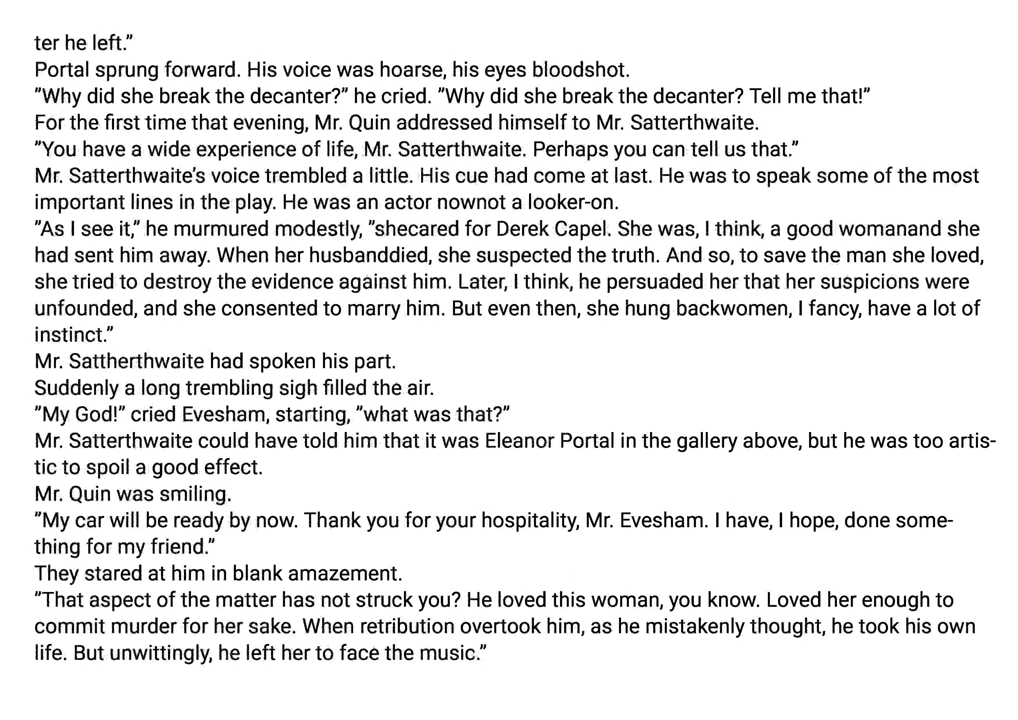 ter he left.”
Portal sprung forward. His voice was hoarse, his eyes bloodshot.
”Why did she break the decanter?” he cried. ”Why did she break the decanter? Tell me that!”
For the first time that evening, Mr. Quin addressed himself to Mr. Satterthwaite.
”You have a wide experience of life, Mr. Satterthwaite. Perhaps you can tell us that.”
Mr. Satterthwaite’s voice trembled a little. His cue had come at last. He was to speak some of the most
important lines in the play. He was an actor nownot a looker-on.
”As I see it,” he murmured modestly, ”shecared for Derek Capel. She was, I think, a good womanand she
had sent him away. When her husbanddied, she suspected the truth. And so, to save the man she loved,
she tried to destroy the evidence against him. Later, I think, he persuaded her that her suspicions were
unfounded, and she consented to marry him. But even then, she hung backwomen, I fancy, have a lot of
instinct.”
Mr. Sattherthwaite had spoken his part.
Suddenly a long trembling sigh filled the air.
”My God!” cried Evesham, starting, ”what was that?”
Mr. Satterthwaite could have told him that it was Eleanor Portal in the gallery above, but he was too artis-
tic to spoil a good effect.
Mr. Quin was smiling.
”My car will be ready by now. Thank you for your hospitality, Mr. Evesham. I have, I hope, done some-
thing for my friend.”
They stared at him in blank amazement.
”That aspect of the matter has not struck you? He loved this woman, you know. Loved her enough to
commit murder for her sake. When retribution overtook him, as he mistakenly thought, he took his own
life. But unwittingly, he left her to face the music.”